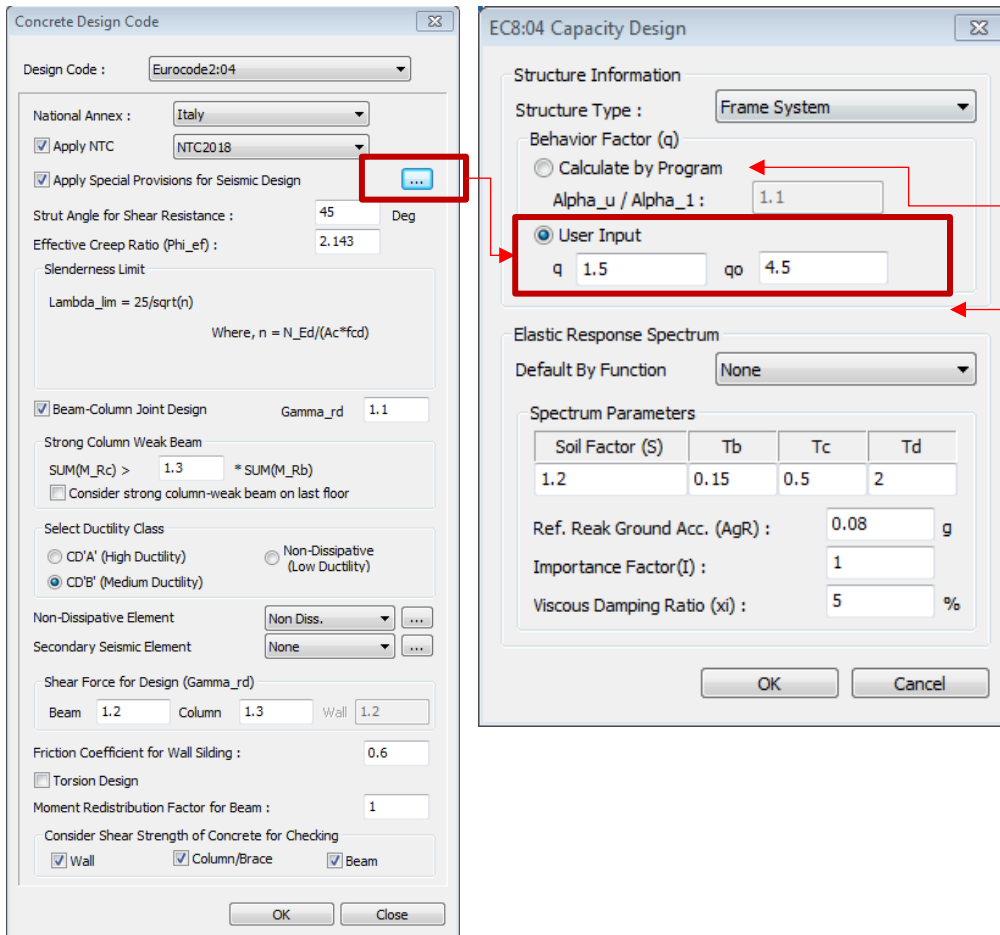 Concrete Design Code
Design Code : Eurocode2:04
National Annex : Italy
Apply NTC NTC2018
Apply Special Provisions for Seismic Design ...
Strut Angle for Shear Resistance : 45 Deg
Effective Creep Ratio (Phi_ef) : 2.143
Slenderness Limit
Lambda_lim = 25/sqrt(n)
Where, n = N_Ed/(Ac*fcd)
Beam-Column Joint Design Gamma_rd 1.1
Strong Column Weak Beam
SUM(M_Rc) > 1.3 * SUM(M_Rb)
Consider strong column-weak beam on last floor
Select Ductility Class
CD'A' (High Ductility) Non-Dissipative
(Low Ductility)
CD'B' (Medium Ductility)
Non-Dissipative Element Non Diss. ...
Secondary Seismic Element None ...
Shear Force for Design (Gamma_rd)
Beam 1.2 Column 1.3 Wall 1.2
Friction Coefficient for Wall Silding : 0.6
Torsion Design
Moment Redistribution Factor for Beam : 1
Consider Shear Strength of Concrete for Checking
Wall Column/Brace Beam
OK Close
EC8:04 Capacity Design
Structure Information
Structure Type : Frame System
Behavior Factor (q)
Calculate by Program
Alpha_u / Alpha_1 : 1.1
User Input
q 1.5 qo 4.5
Elastic Response Spectrum
Default By Function None
Spectrum Parameters
Soil Factor (S) Tb Tc Td
1.2 0.15 0.5 2
Ref. Reak Ground Acc. (AgR) : 0.08 g
Importance Factor(I) : 1
Viscous Damping Ratio (xi) : 5 %
OK Cancel